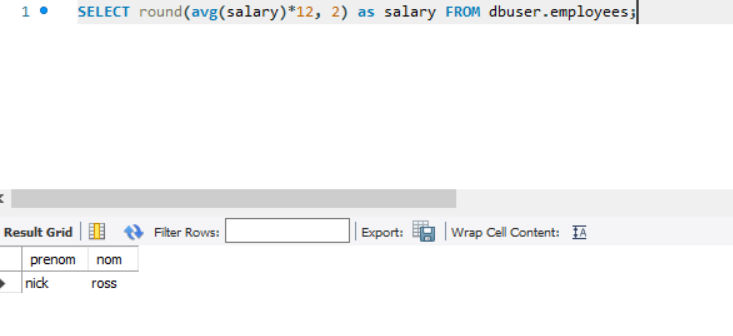 1 SELECT round(avg(salary)*12, 2) as salary FROM dbuser.employees;
Result Grid Filter Rows: Export: Wrap Cell Content:
prenom nom
nick ross